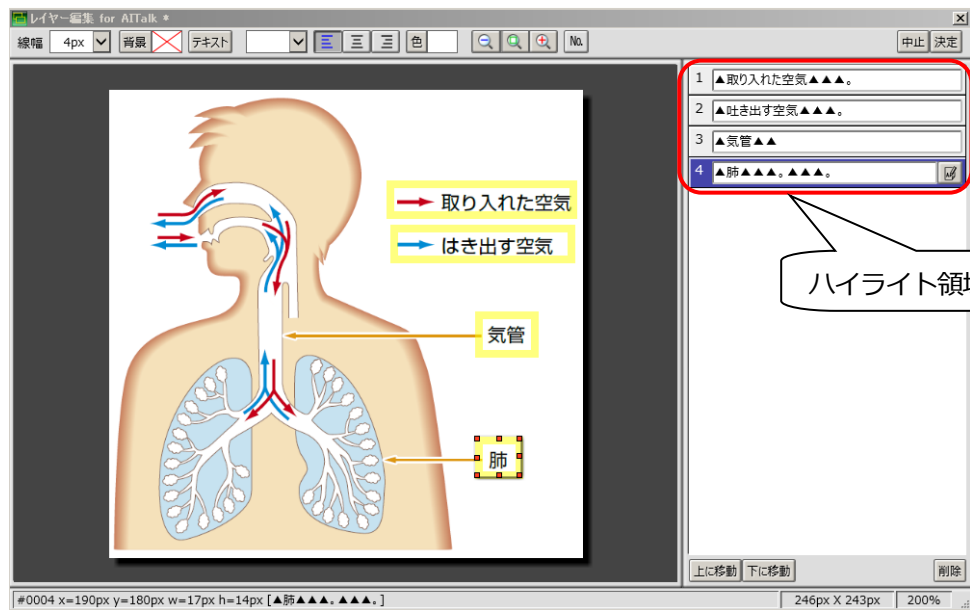 レイヤー編集 for AITalk *
線幅 4px 背景 テキスト 色 No. 中止 決定
1 ▲取り入れた空気▲▲▲。
2 ▲吐き出す空気▲▲▲。
3 ▲気管▲▲
4 ▲肺▲▲▲。▲▲▲。
取り入れた空気
はき出す空気
ハイライト領
気管
肺
上に移動 下に移動 削除
#0004 x=190px y=180px w=17px h=14px [▲肺▲▲▲。▲▲▲。] 246px X 243px 200%